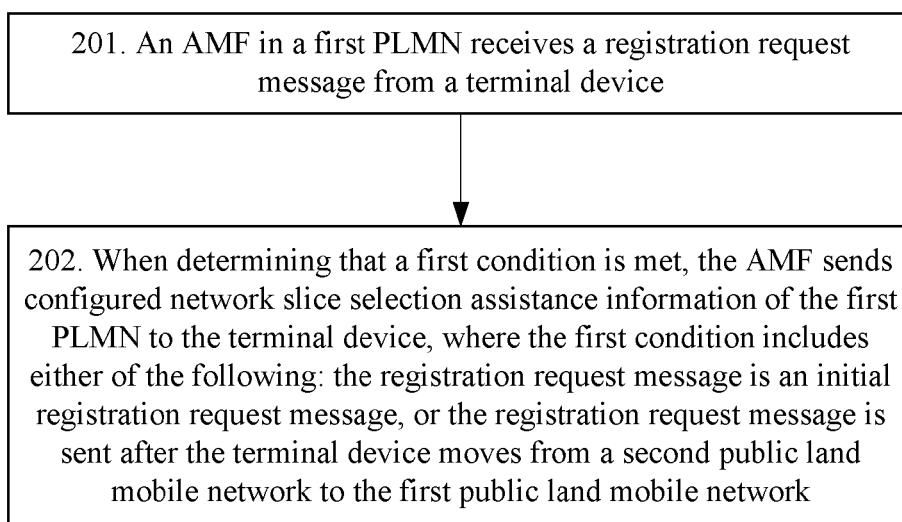 201. An AMF in a first PLMN receives a registration request
message from a terminal device
202. When determining that a first condition is met, the AMF sends
configured network slice selection assistance information of the first
PLMN to the terminal device, where the first condition includes
either of the following: the registration request message is an initial
registration request message, or the registration request message is
sent after the terminal device moves from a second public land
mobile network to the first public land mobile network